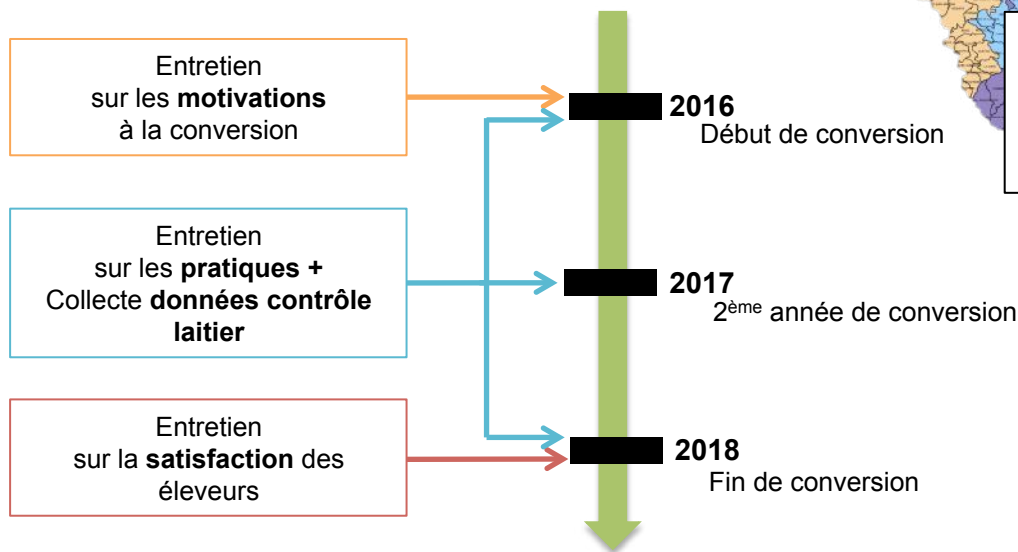 Entretien
sur les motivations
à la conversion
2016
Début de conversion
Entretien
sur les pratiques +
Collecte données contrôle
laitier
2017
2ème année de conversion
Entretien
sur la satisfaction des
éleveurs
2018
Fin de conversion